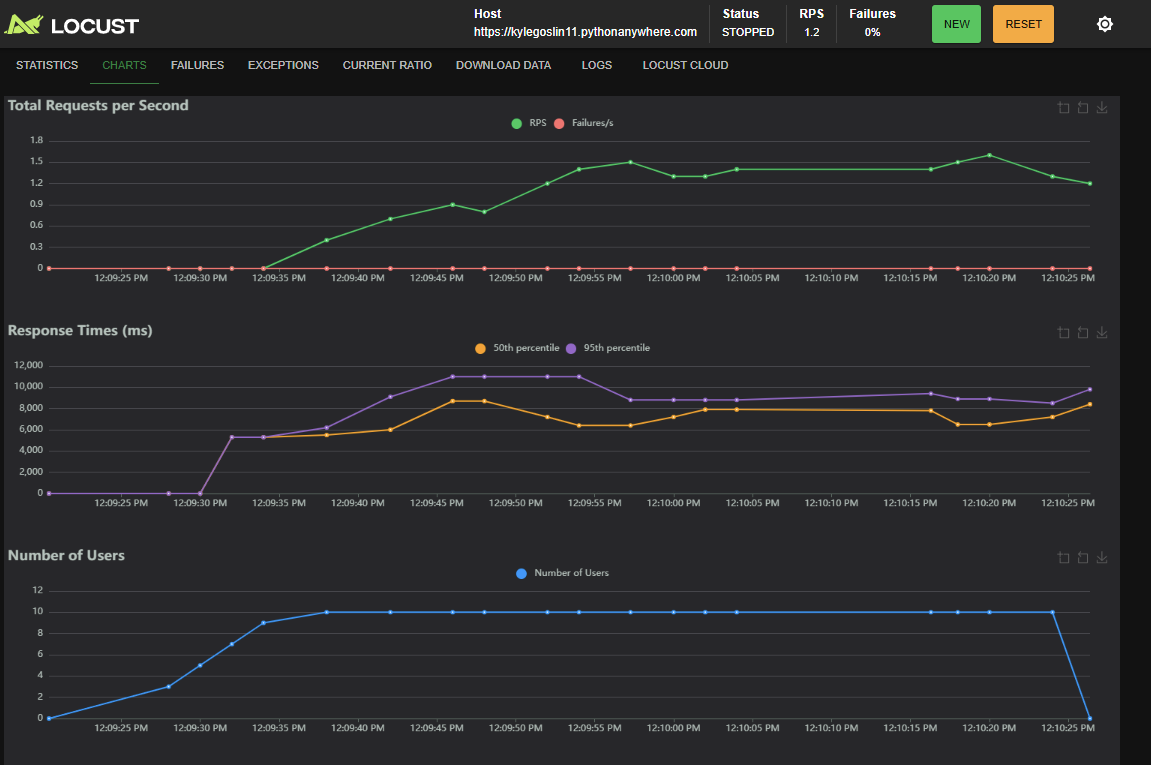 LOCUST
Host
https://kylegoslin11.pythonanywhere.com
Status
STOPPED
RPS
1.2
Failures
0%
NEW
RESET
STATISTICS CHARTS FAILURES EXCEPTIONS CURRENT RATIO DOWNLOAD DATA LOGS LOCUST CLOUD
Total Requests per Second
RPS Failures/s
1.8
1.5
1.2
0.9
0.6
0.3
0
12:09:25 PM 12:09:30 PM 12:09:35 PM 12:09:40 PM 12:09:45 PM 12:09:50 PM 12:09:55 PM 12:10:00 PM 12:10:05 PM 12:10:10 PM 12:10:15 PM 12:10:20 PM 12:10:25 PM
Response Times (ms)
50th percentile 95th percentile
12,000
10,000
8,000
6,000
4,000
2,000
0
12:09:25 PM 12:09:30 PM 12:09:35 PM 12:09:40 PM 12:09:45 PM 12:09:50 PM 12:09:55 PM 12:10:00 PM 12:10:05 PM 12:10:10 PM 12:10:15 PM 12:10:20 PM 12:10:25 PM
Number of Users
Number of Users
12
10
8
6
4
2
0
12:09:25 PM 12:09:30 PM 12:09:35 PM 12:09:40 PM 12:09:45 PM 12:09:50 PM 12:09:55 PM 12:10:00 PM 12:10:05 PM 12:10:10 PM 12:10:15 PM 12:10:20 PM 12:10:25 PM